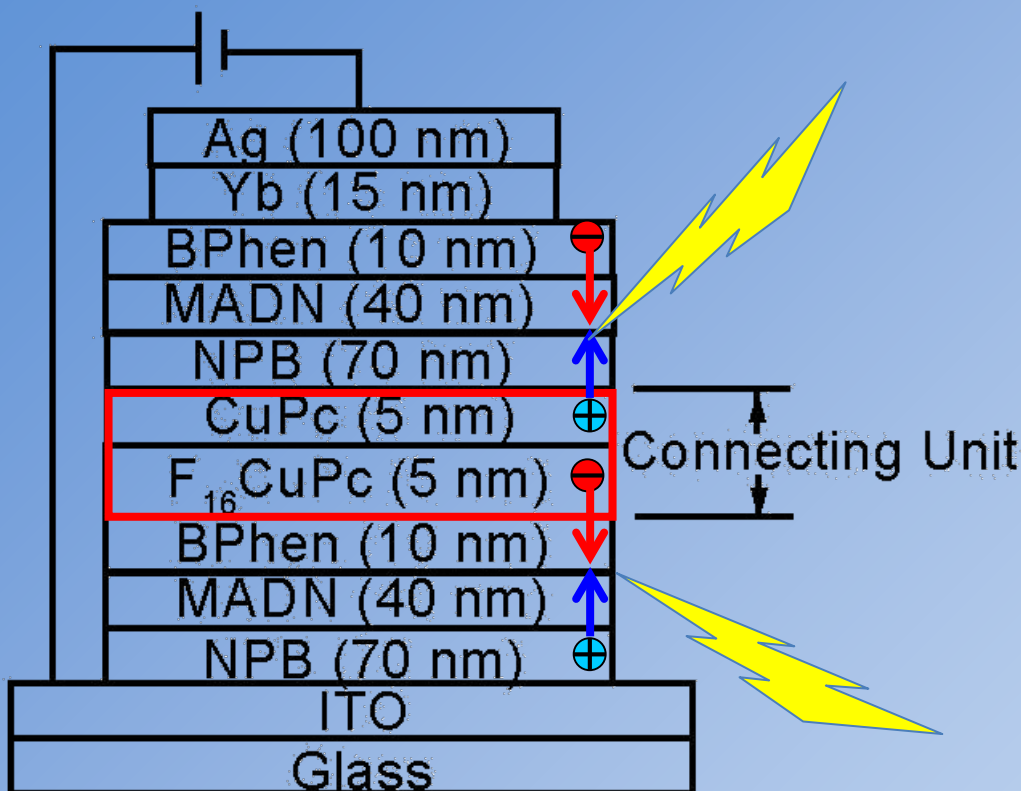 Ag (100 nm)
Yb (15 nm)
BPhen (10 nm)
MADN (40 nm)
NPB (70 nm)
CuPc (5 nm)
F₁₆CuPc (5 nm)
Connecting Unit
BPhen (10 nm)
MADN (40 nm)
NPB (70 nm)
ITO
Glass